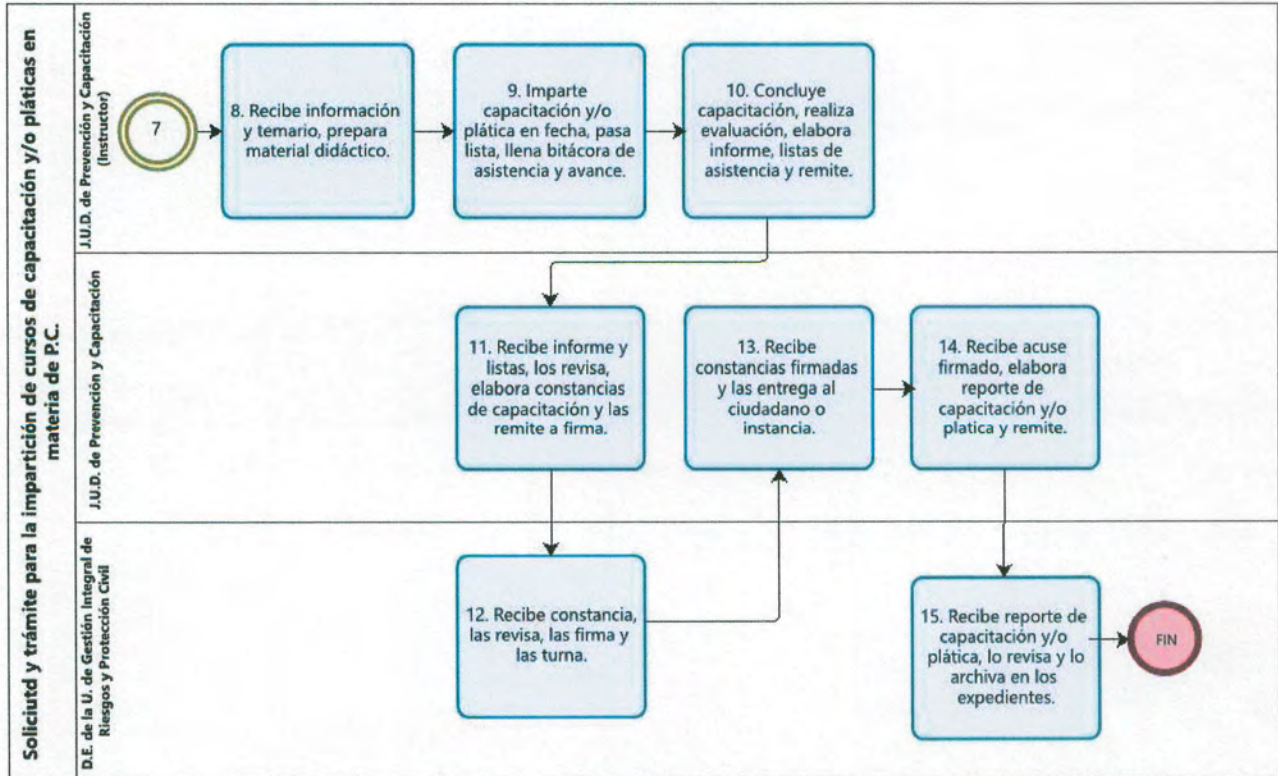 Soliciutd y trámite para la impartición de cursos de capacitación y/o pláticas en
materia de P.C.
J.U.D. de Prevención y Capacitación
(Instructor)
7
8. Recibe información
y temario, prepara
material didáctico.
9. Imparte
capacitación y/o
plática en fecha, pasa
lista, llena bitácora de
asistencia y avance.
10. Concluye
capacitación, realiza
evaluación, elabora
informe, listas de
asistencia y remite.
J.U.D. de Prevención y Capacitación
11. Recibe informe y
listas, los revisa,
elabora constancias
de capacitación y las
remite a firma.
13. Recibe
constancias firmadas
y las entrega al
ciudadano o
instancia.
14. Recibe acuse
firmado, elabora
reporte de
capacitación y/o
platica y remite.
D.E. de la U. de Gestión Integral de
Riesgos y Protección Civil
12. Recibe constancia,
las revisa, las firma y
las turna.
15. Recibe reporte de
capacitación y/o
plática, lo revisa y lo
archiva en los
expedientes.
FIN